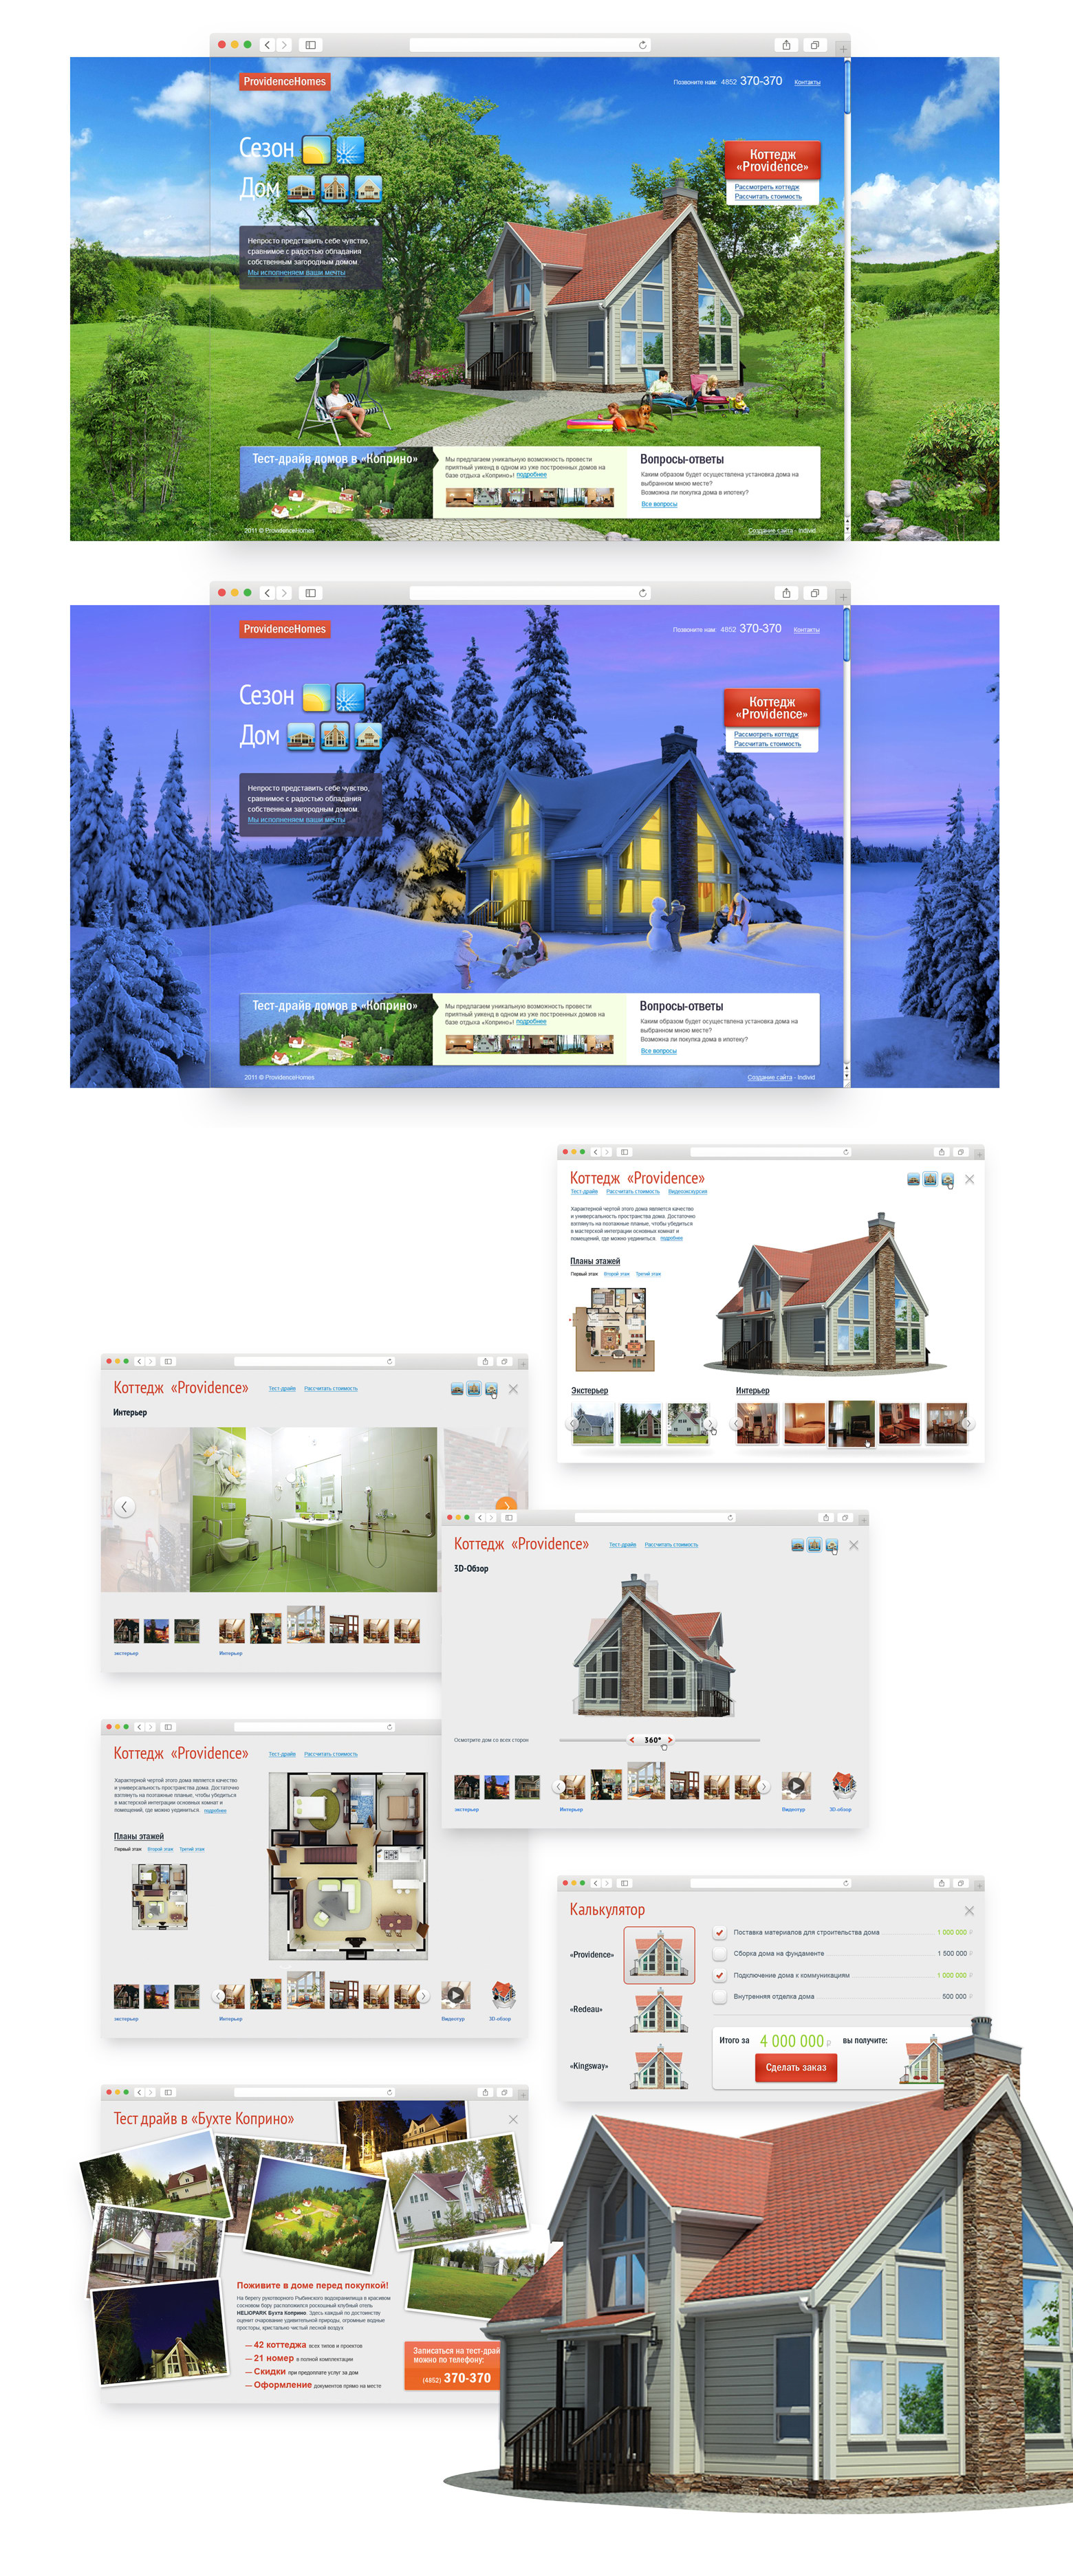 ProvidenceHomes
Позвоните нам: 4852 370-370 Контакты
Сезон
Дом
Коттедж
«Providence»
Рассмотреть коттедж
Рассчитать стоимость
Непросто представить себе чувство,
сравнимое с радостью обладания
собственным загородным домом.
Мы исполняем ваши мечты
Тест-драйв домов в «Коприно»
Мы предлагаем уникальную возможность провести
приятный уикенд в одном из уже построенных домов на
базе отдыха «Коприно»! подробнее
Вопросы-ответы
Каким образом будет осуществлена установка дома на
выбранном мною месте?
Возможна ли покупка дома в ипотеку?
Все вопросы
2011 © ProvidenceHomes
Создание сайта - Individ
ProvidenceHomes
Позвоните нам: 4852 370-370 Контакты
Сезон
Дом
Коттедж
«Providence»
Рассмотреть коттедж
Рассчитать стоимость
Непросто представить себе чувство,
сравнимое с радостью обладания
собственным загородным домом.
Мы исполняем ваши мечты
Тест-драйв домов в «Коприно»
Мы предлагаем уникальную возможность провести
приятный уикенд в одном из уже построенных домов на
базе отдыха «Коприно»! подробнее
Вопросы-ответы
Каким образом будет осуществлена установка дома на
выбранном мною месте?
Возможна ли покупка дома в ипотеку?
Все вопросы
2011 © ProvidenceHomes
Создание сайта - Individ
Коттедж «Providence»
Тест-драйв Рассчитать стоимость Видеоэкскурсия
Характерной чертой этого дома является качество
и универсальность пространства дома. Достаточно
взглянуть на поэтажные планы, чтобы убедиться
в мастерской интеграции основных комнат и
помещений, где можно уединиться. подробнее
Планы этажей
Первый этаж Второй этаж Третий этаж
Экстерьер
Интерьер
Коттедж «Providence»
Тест-драйв Рассчитать стоимость
Интерьер
экстерьер
Интерьер
Коттедж «Providence»
Тест-драйв Рассчитать стоимость
3D-Обзор
Осмотрите дом со всех сторон
360°
экстерьер
Интерьер
Видеотур
3D-обзор
Коттедж «Providence»
Тест-драйв Рассчитать стоимость
Характерной чертой этого дома является качество
и универсальность пространства дома. Достаточно
взглянуть на поэтажные планы, чтобы убедиться
в мастерской интеграции основных комнат и
помещений, где можно уединиться. подробнее
Планы этажей
Первый этаж Второй этаж Третий этаж
экстерьер
Интерьер
Видеотур
3D-обзор
Калькулятор
«Providence»
«Redeau»
«Kingsway»
Поставка материалов для строительства дома 1 000 000 ₽
Сборка дома на фундаменте 1 500 000 ₽
Подключение дома к коммуникациям 1 000 000 ₽
Внутренняя отделка дома 500 000 ₽
Итого за 4 000 000 ₽ вы получите:
Сделать заказ
Тест драйв в «Бухте Коприно»
Поживите в доме перед покупкой!
На берегу рукотворного Рыбинского водохранилища в красивом
сосновом бору расположился роскошный клубный отель
HELIOPARK Бухта Коприно. Здесь каждый по достоинству
оценит очарование удивительной природы, огромные водные
просторы, кристально чистый лесной воздух
— 42 коттеджа всех типов и проектов
— 21 номер в полной комплектации
— Скидки при предоплате услуг за дом
— Оформление документов прямо на месте
Записаться на тест-драй
можно по телефону:
(4852) 370-370